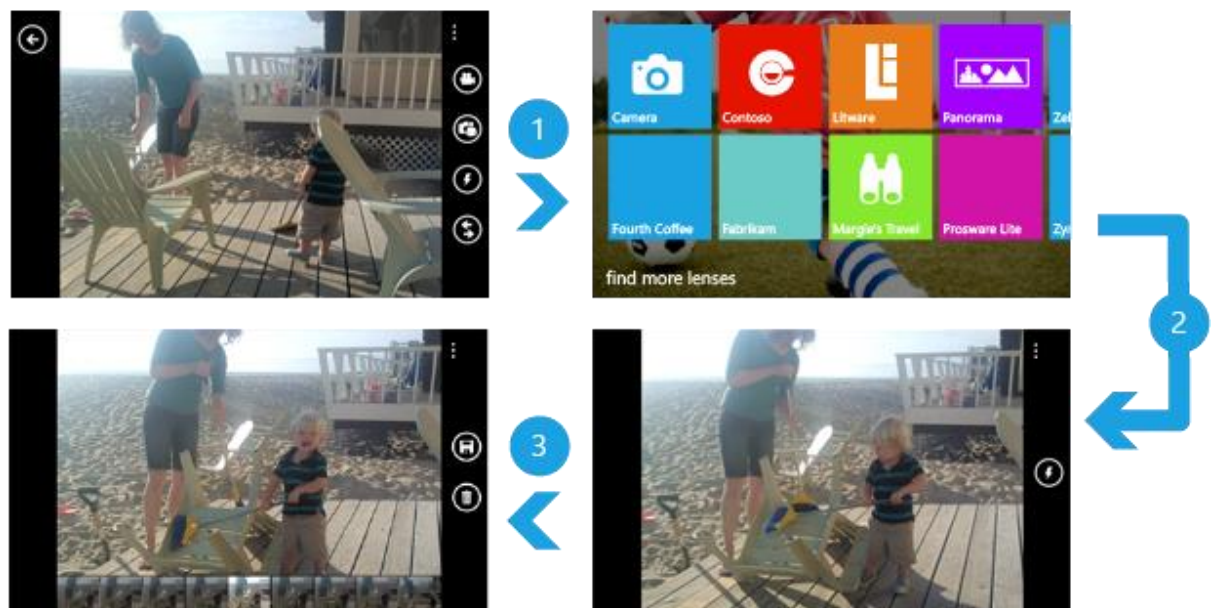 1
Camera
Contoso
Litware
Panorama
Fourth Coffee
Fabrikam
Margie's Travel
Prosware Lite
find more lenses
2
3